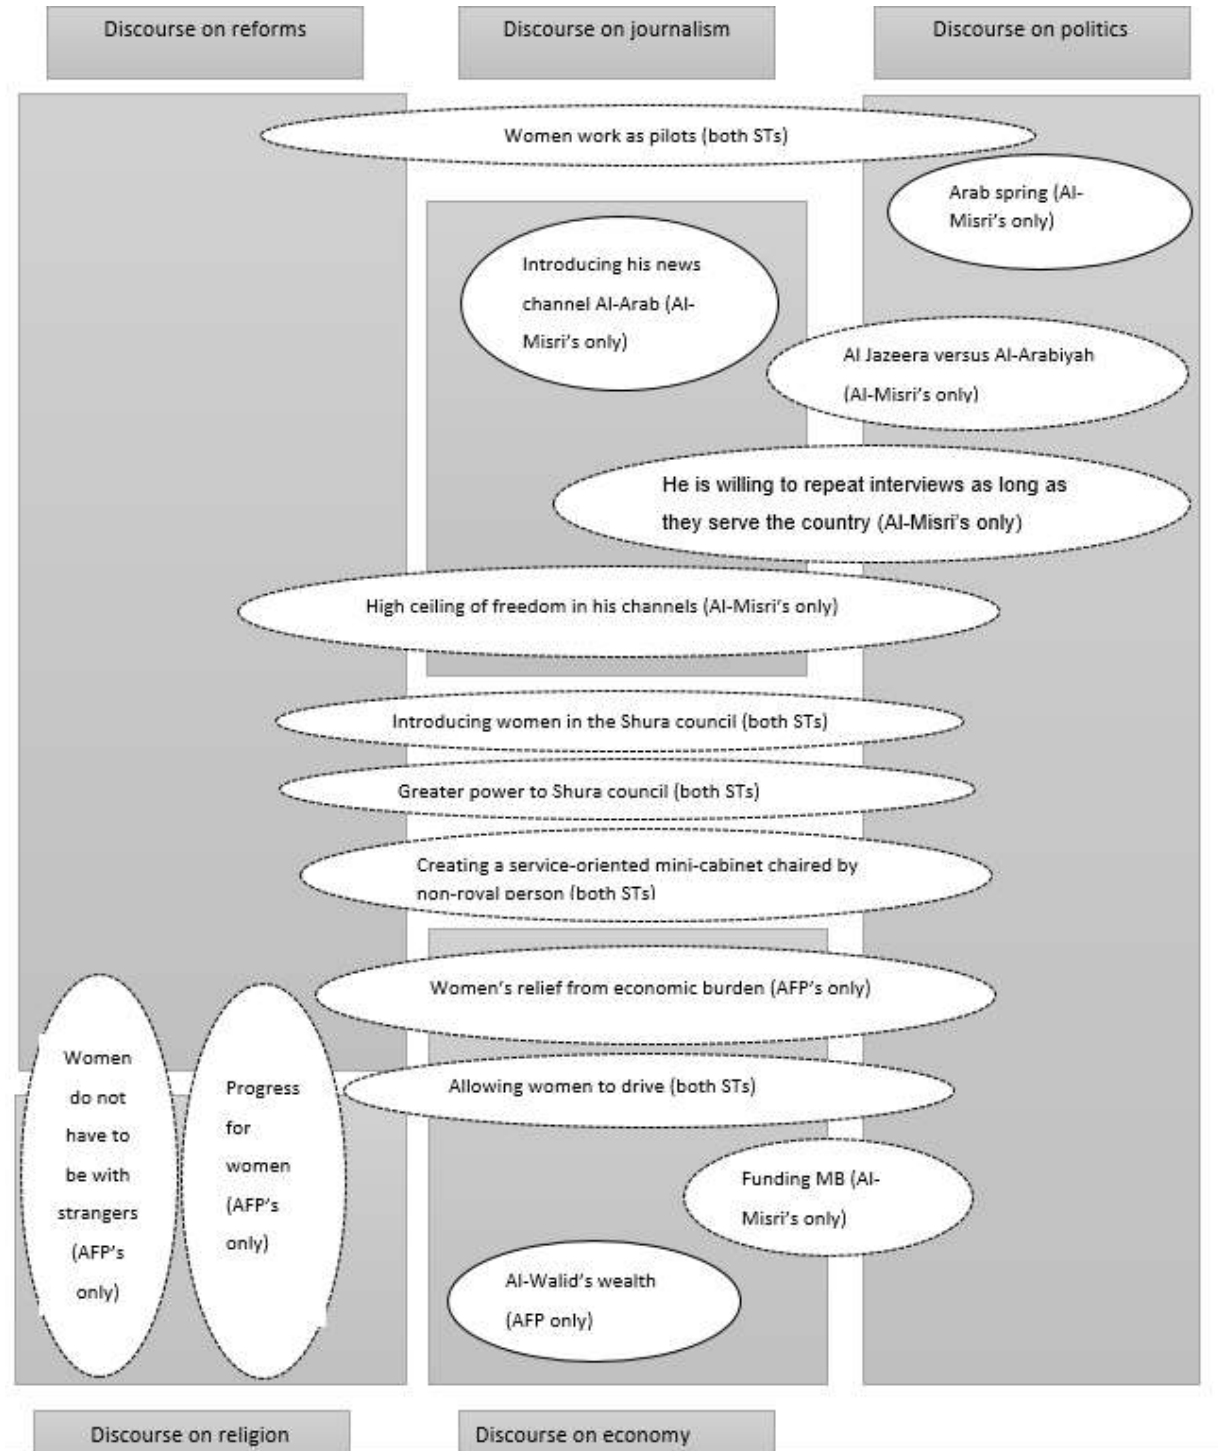 Discourse on reforms
Discourse on journalism
Discourse on politics
Women work as pilots (both STs)
Arab spring (Al-
Misri's only)
Introducing his news
channel Al-Arab (Al-
Misri's only)
Al Jazeera versus Al-Arabiyah
(Al-Misri's only)
He is willing to repeat interviews as long as
they serve the country (Al-Misri's only)
High ceiling of freedom in his channels (Al-Misri's only)
Introducing women in the Shura council (both STs)
Greater power to Shura council (both STs)
Creating a service-oriented mini-cabinet chaired by
non-royal person (both STs)
Women's relief from economic burden (AFP's only)
Women
do not
have to
be with
strangers
(AFP's
only)
Progress
for
women
(AFP's
only)
Allowing women to drive (both STs)
Funding MB (Al-
Misri's only)
Al-Walid's wealth
(AFP only)
Discourse on religion
Discourse on economy